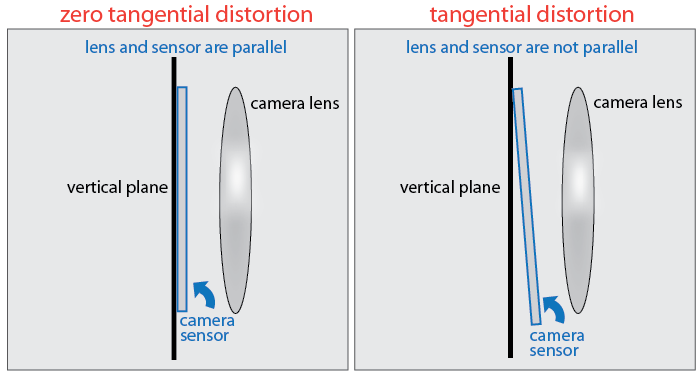 zero tangential distortion
lens and sensor are parallel
camera lens
vertical plane
camera
sensor
tangential distortion
lens and sensor are not parallel
camera lens
vertical plane
camera
sensor